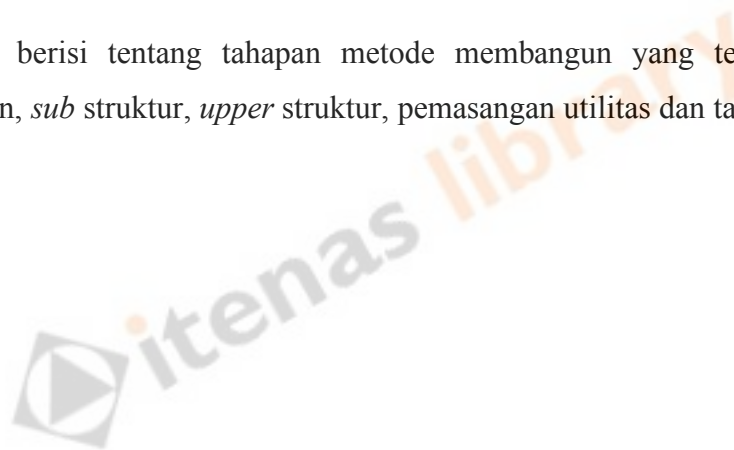 berisi tentang tahapan metode membangun yang te
n, sub struktur, upper struktur, pemasangan utilitas dan ta
itenas library